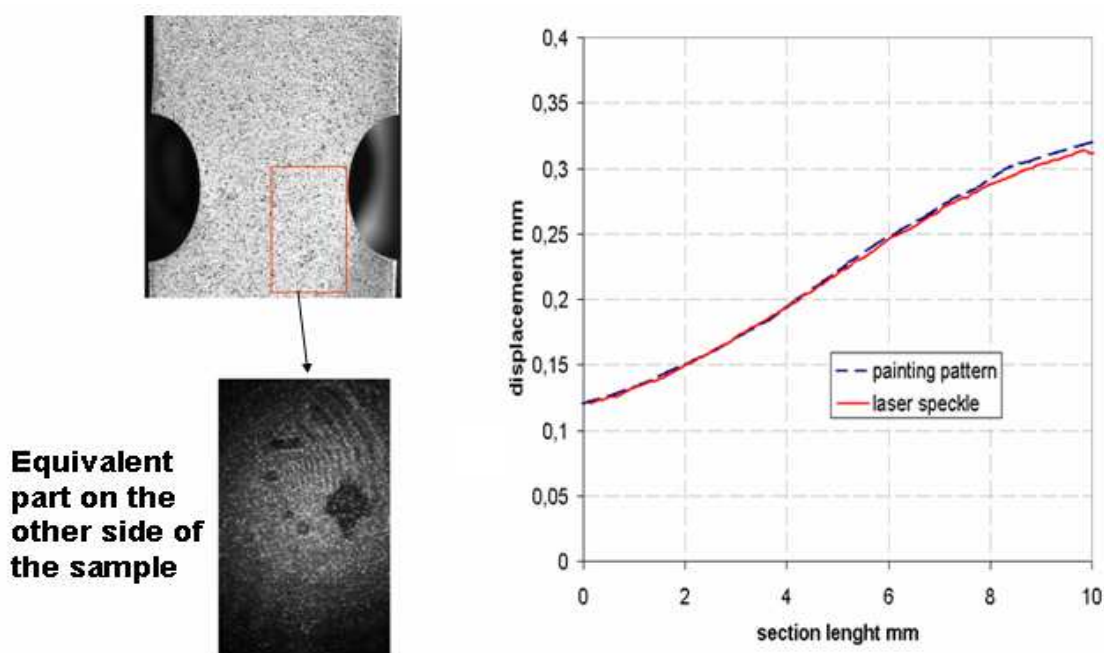 Equivalent
part on the
other side of
the sample
displacement mm
0,4
0,35
0,3
0,25
0,2
0,15
0,1
0,05
0
0 2 4 6 8 10
section lenght mm
painting pattern
laser speckle